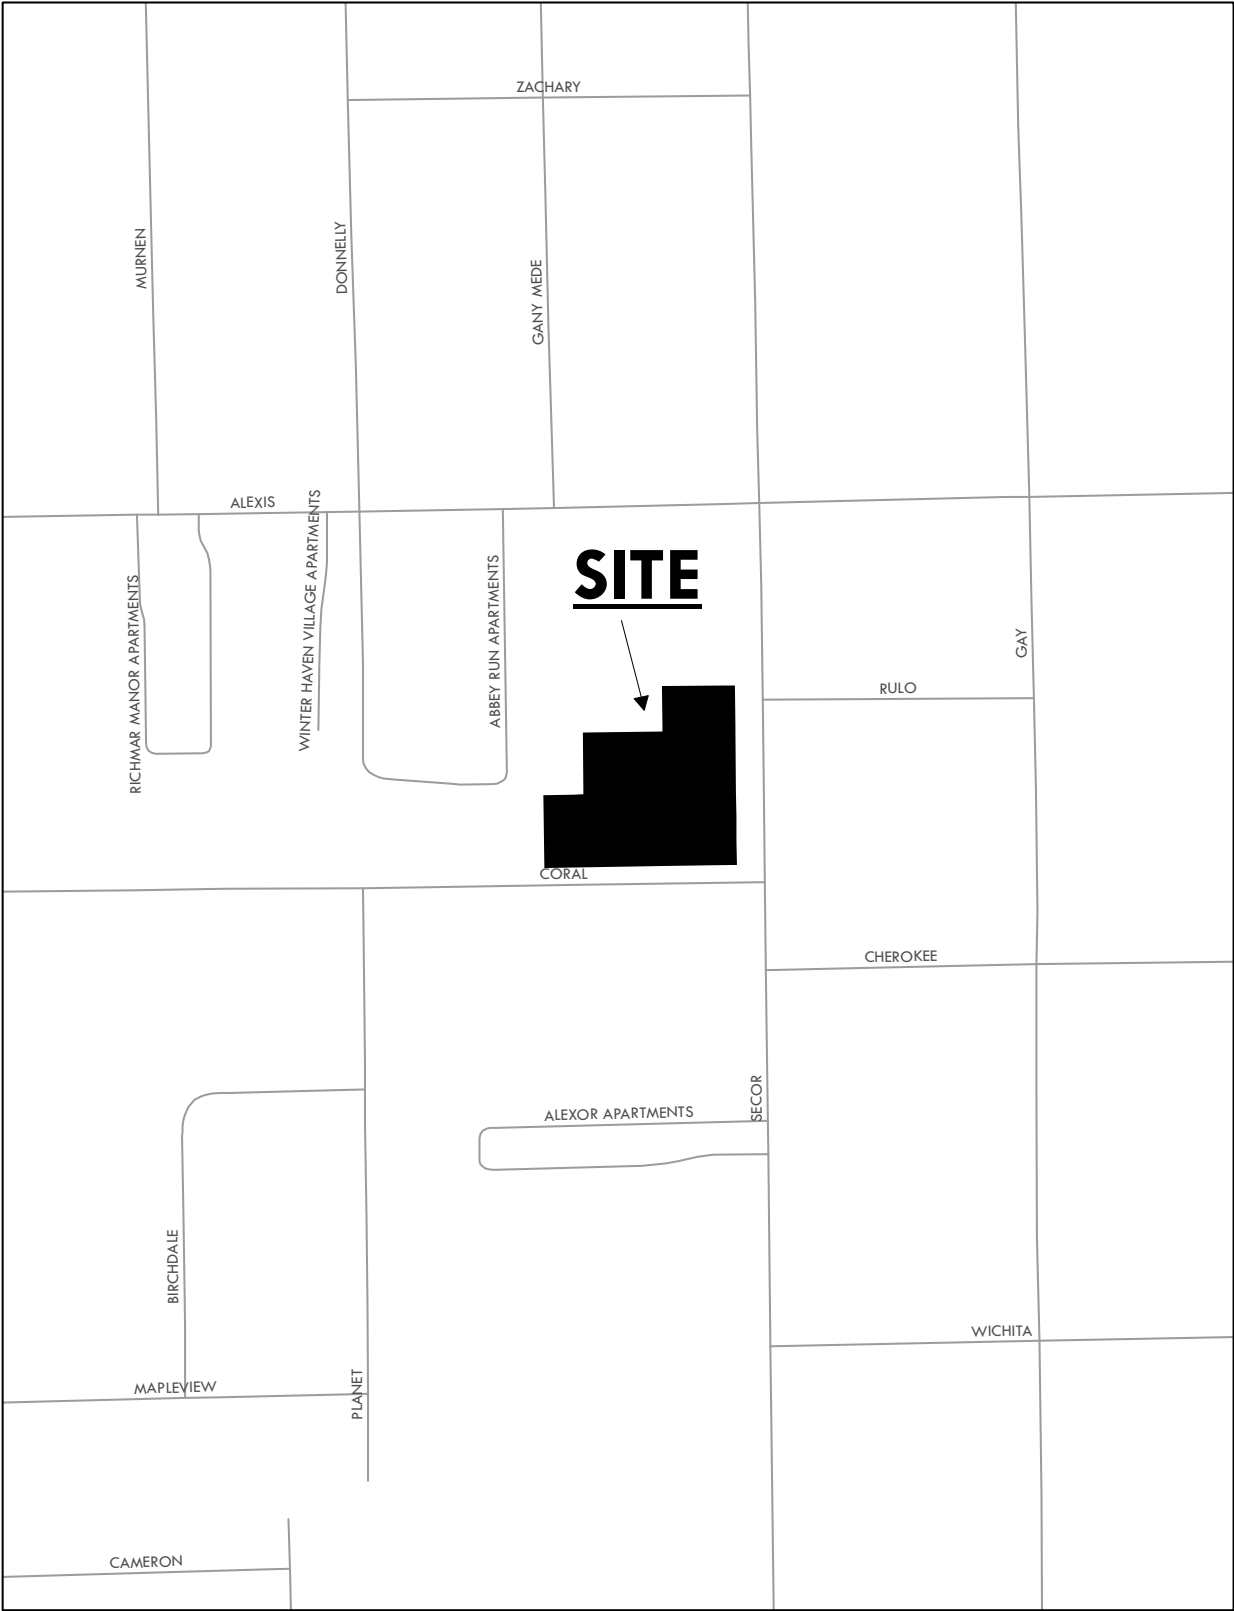 ZACHARY
MURNEN
DONNELLY
GANY MEDE
ALEXIS
WINTER HAVEN VILLAGE APARTMENTS
RICHMAR MANOR APARTMENTS
ABBEY RUN APARTMENTS
SITE
GAY
RULO
CORAL
CHEROKEE
SECOR
ALEXOR APARTMENTS
BIRCHDALE
WICHITA
MAPLEVIEW
PLANET
CAMERON